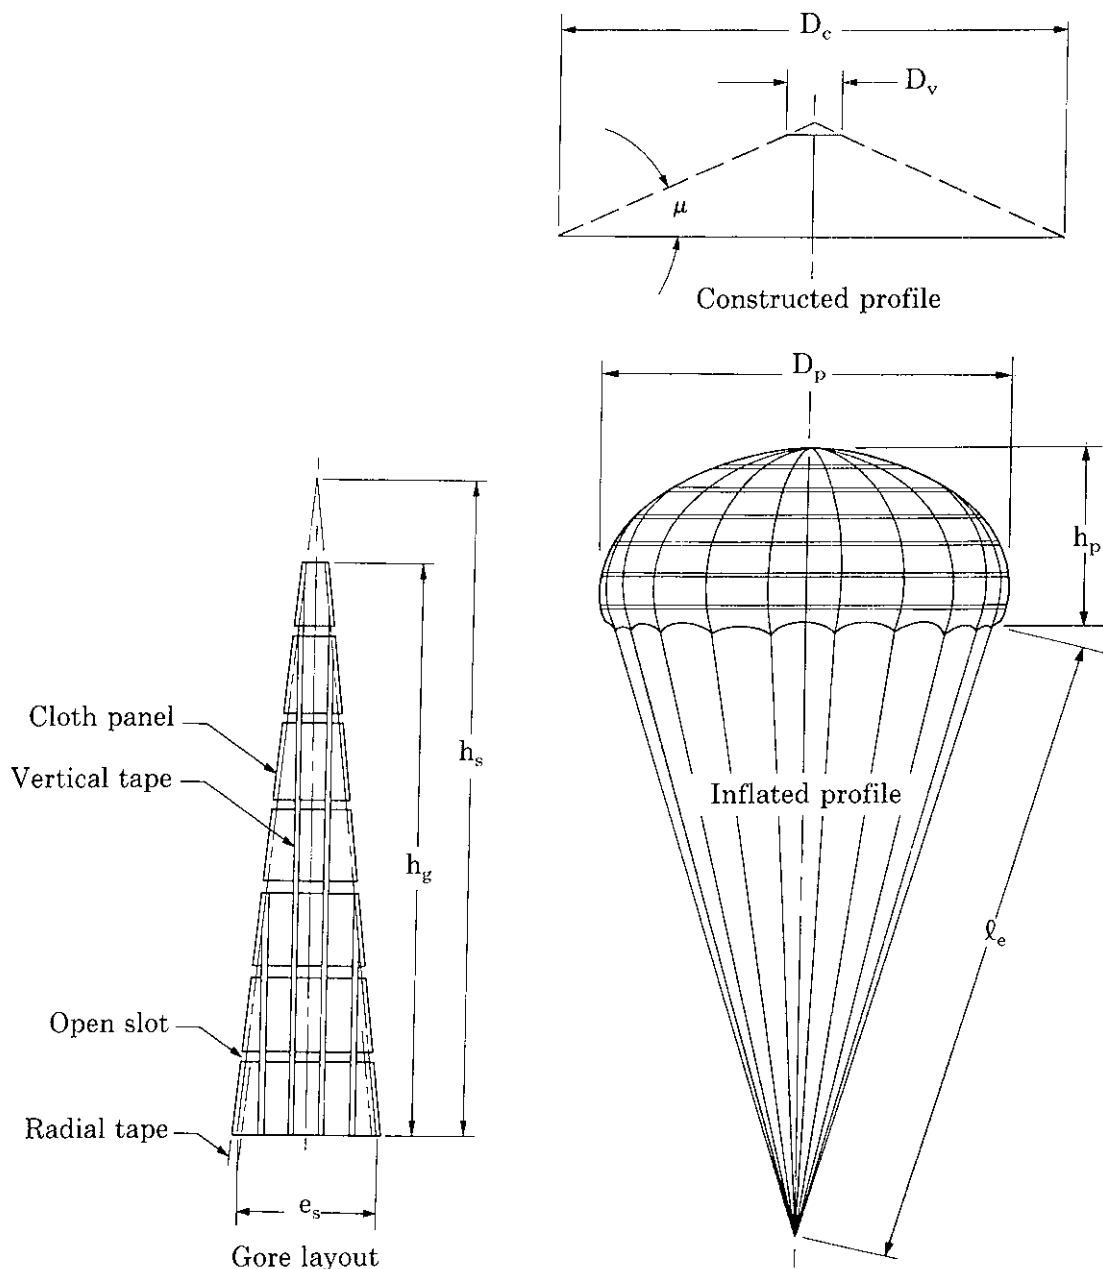 D_c
D_v
μ
Constructed profile
D_p
h_p
Cloth panel
Vertical tape
h_s
Inflated profile
h_g
ℓ_e
Open slot
Radial tape
e_s
Gore layout